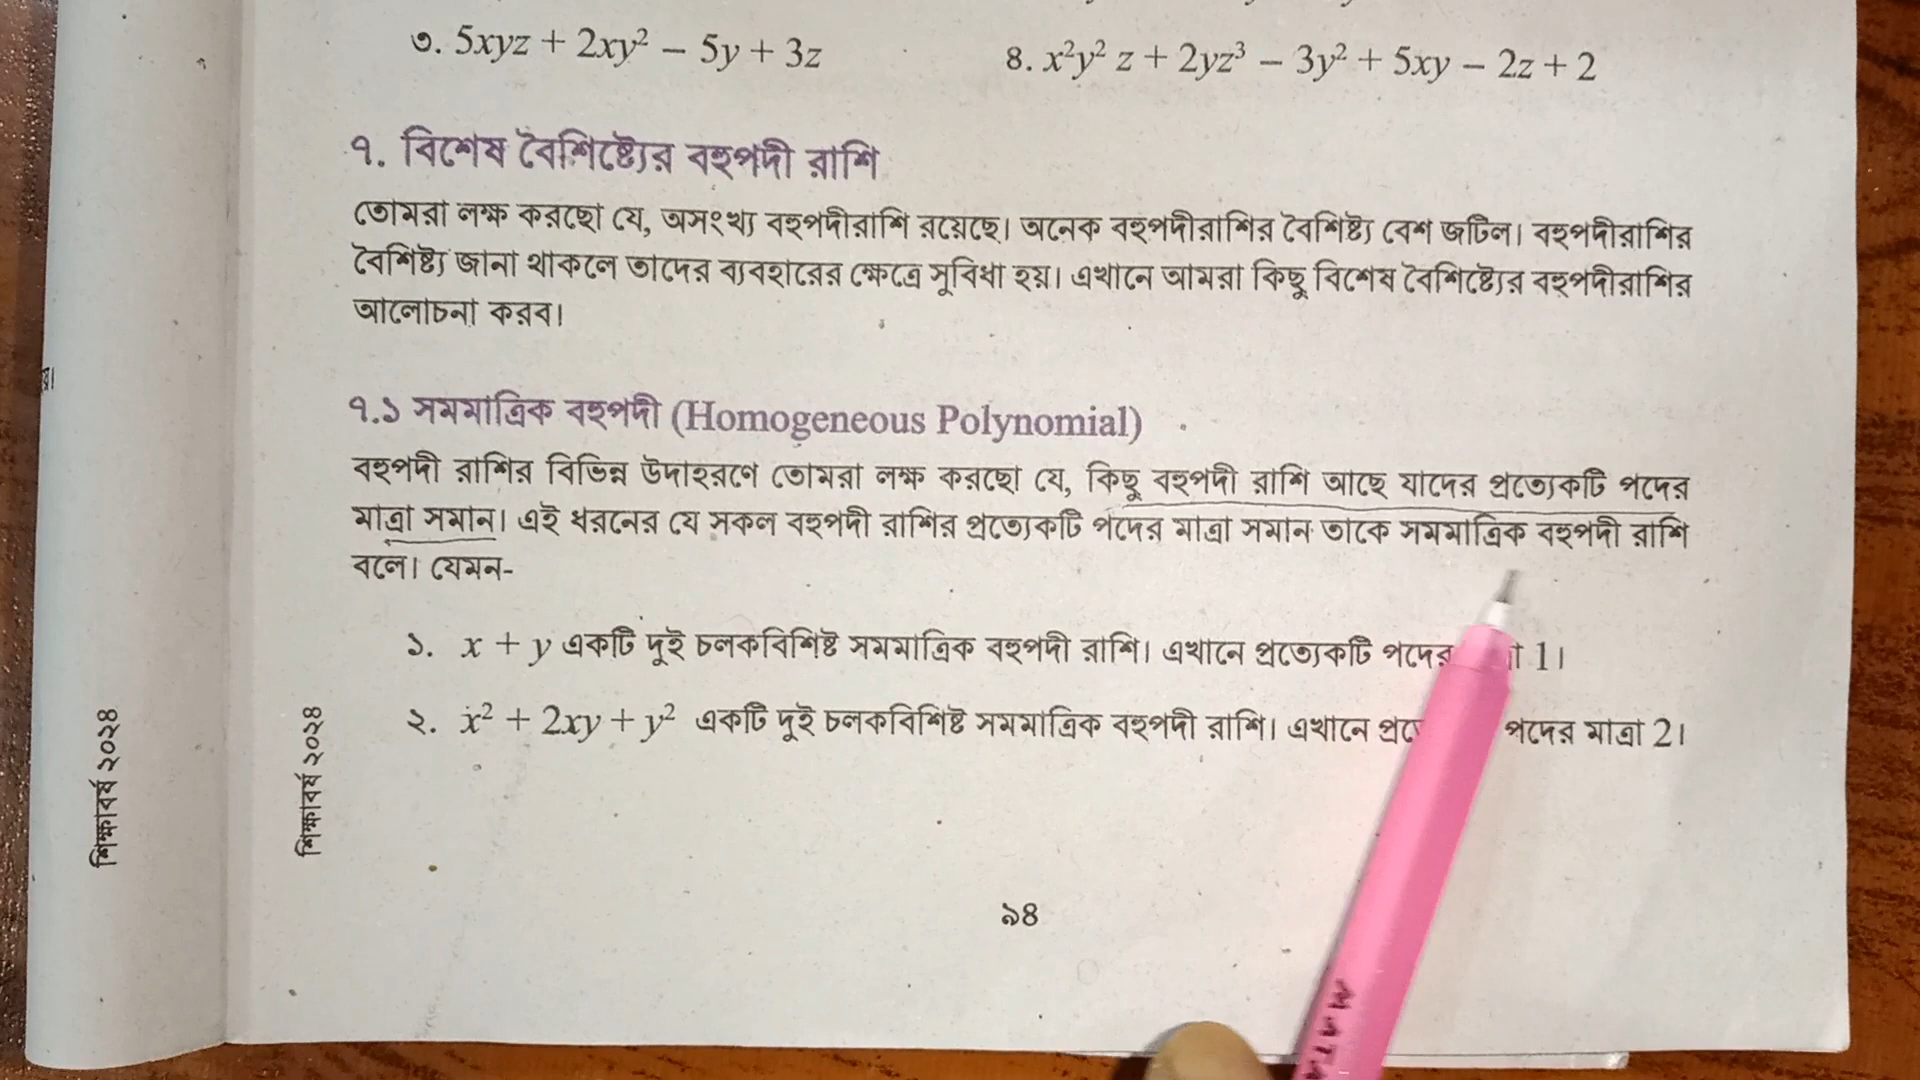 ৩. 5xyz + 2xy² – 5y + 3z
৪. x²y² z + 2yz³ – 3y² + 5xy – 2z + 2
৭. বিশেষ বৈশিষ্ট্যের বহুপদী রাশি
তোমরা লক্ষ করছো যে, অসংখ্য বহুপদীরাশি রয়েছে। অনেক বহুপদীরাশির বৈশিষ্ট্য বেশ জটিল। বহুপদীরাশির
বৈশিষ্ট্য জানা থাকলে তাদের ব্যবহারের ক্ষেত্রে সুবিধা হয়। এখানে আমরা কিছু বিশেষ বৈশিষ্ট্যের বহুপদীরাশির
আলোচনা করব।
৭.১ সমমাত্রিক বহুপদী (Homogeneous Polynomial)
বহুপদী রাশির বিভিন্ন উদাহরণে তোমরা লক্ষ করছো যে, কিছু বহুপদী রাশি আছে যাদের প্রত্যেকটি পদের
মাত্রা সমান। এই ধরনের যে সকল বহুপদী রাশির প্রত্যেকটি পদের মাত্রা সমান তাকে সমমাত্রিক বহুপদী রাশি
বলে। যেমন-
১. x + y একটি দুই চলকবিশিষ্ট সমমাত্রিক বহুপদী রাশি। এখানে প্রত্যেকটি পদের 1।
২. x² + 2xy + y² একটি দুই চলকবিশিষ্ট সমমাত্রিক বহুপদী রাশি। এখানে পদের মাত্রা 2।
শিক্ষাবর্ষ ২০২৪
শিক্ষাবর্ষ ২০২৪
৯৪